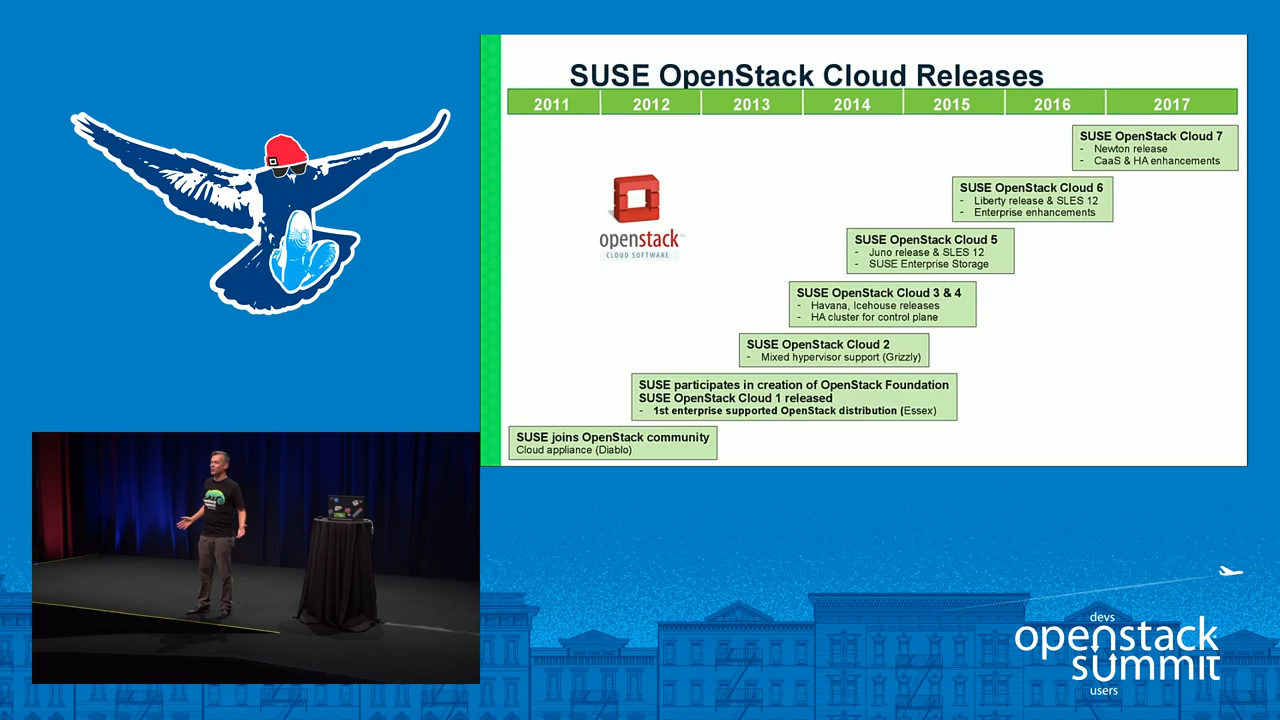 SUSE OpenStack Cloud Releases
2011 2012 2013 2014 2015 2016 2017
SUSE OpenStack Cloud 7
- Newton release
- CaaS & HA enhancements
SUSE OpenStack Cloud 6
- Liberty release & SLES 12
- Enterprise enhancements
openstack
CLOUD SOFTWARE
SUSE OpenStack Cloud 5
- Juno release & SLES 12
- SUSE Enterprise Storage
SUSE OpenStack Cloud 3 & 4
- Havana, Icehouse releases
- HA cluster for control plane
SUSE OpenStack Cloud 2
- Mixed hypervisor support (Grizzly)
SUSE participates in creation of OpenStack Foundation
SUSE OpenStack Cloud 1 released
- 1st enterprise supported OpenStack distribution (Essex)
SUSE joins OpenStack community
Cloud appliance (Diablo)
devs
openstack
summit
users